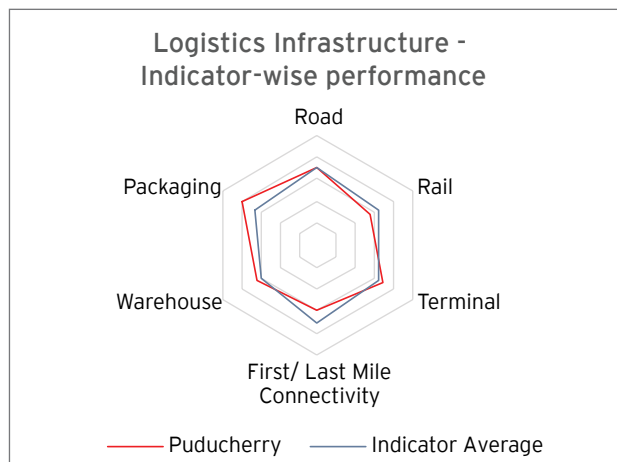 Logistics Infrastructure -
Indicator-wise performance
Road
Packaging
Rail
Warehouse
Terminal
First/ Last Mile
Connectivity
Puducherry
Indicator Average